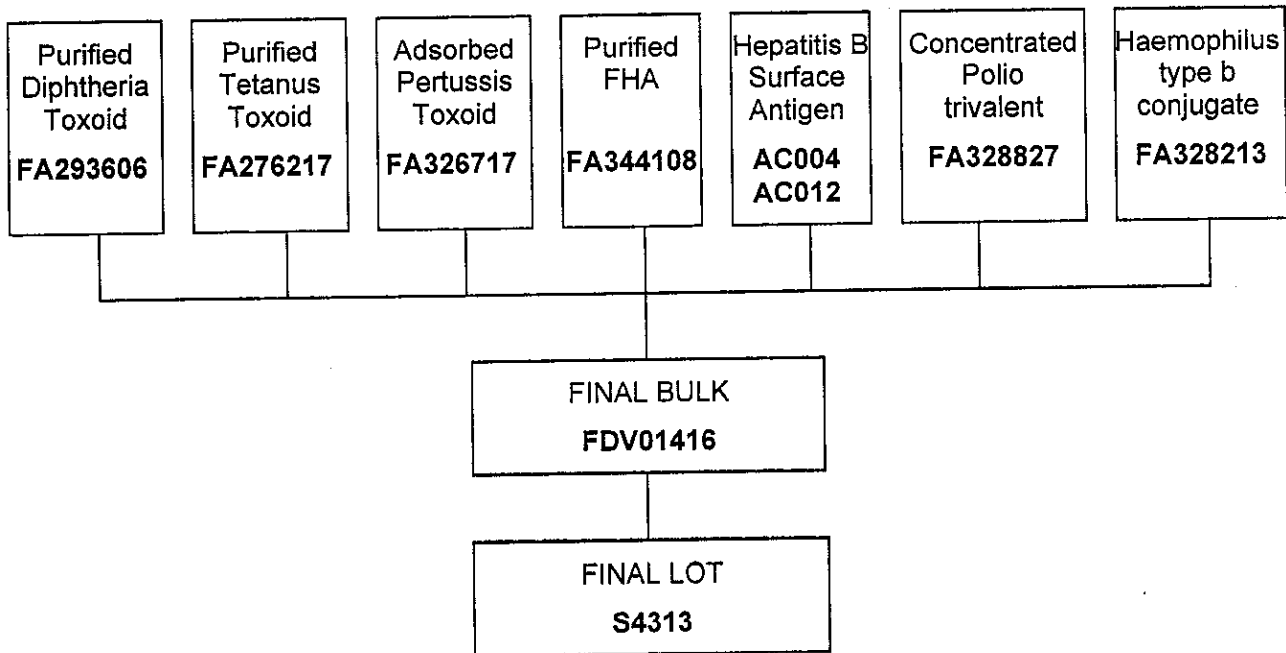 Purified
Diphtheria
Toxoid
FA293606
Purified
Tetanus
Toxoid
FA276217
Adsorbed
Pertussis
Toxoid
FA326717
Purified
FHA
FA344108
Hepatitis B
Surface
Antigen
AC004
AC012
Concentrated
Polio
trivalent
FA328827
Haemophilus
type b
conjugate
FA328213
FINAL BULK
FDV01416
FINAL LOT
S4313